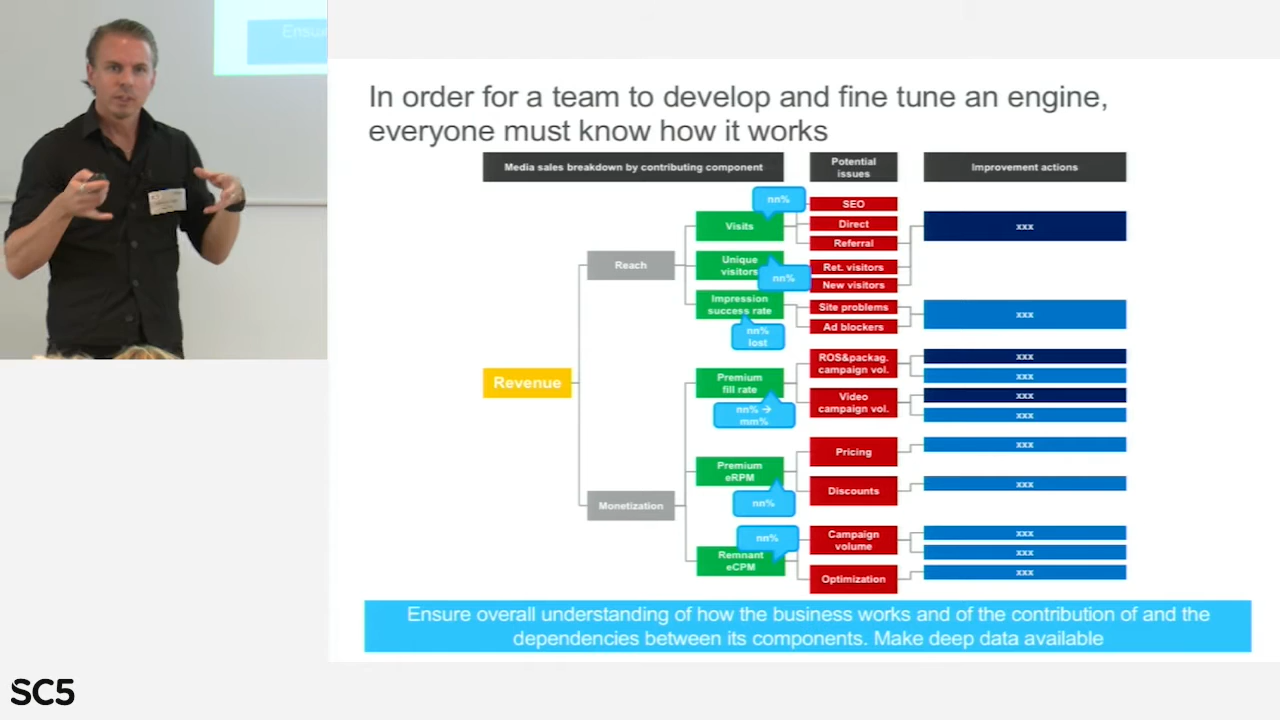 Ensu
In order for a team to develop and fine tune an engine,
everyone must know how it works
Media sales breakdown by contributing component
Potential
issues
Improvement actions
nn%
SEO
Visits
Direct
xxx
Referral
Reach
Unique
visitors
nn%
Ret. visitors
New visitors
Impression
success rate
Site problems
Ad blockers
xxx
nn%
lost
Revenue
Premium
fill rate
ROS&packag.
campaign vol.
xxx
xxx
nn% →
mm%
Video
campaign vol.
xxx
xxx
Premium
eRPM
Pricing
xxx
nn%
Discounts
xxx
Monetization
nn%
Remnant
eCPM
Campaign
volume
xxx
xxx
Optimization
xxx
Ensure overall understanding of how the business works and of the contribution of and the
dependencies between its components. Make deep data available
SC5